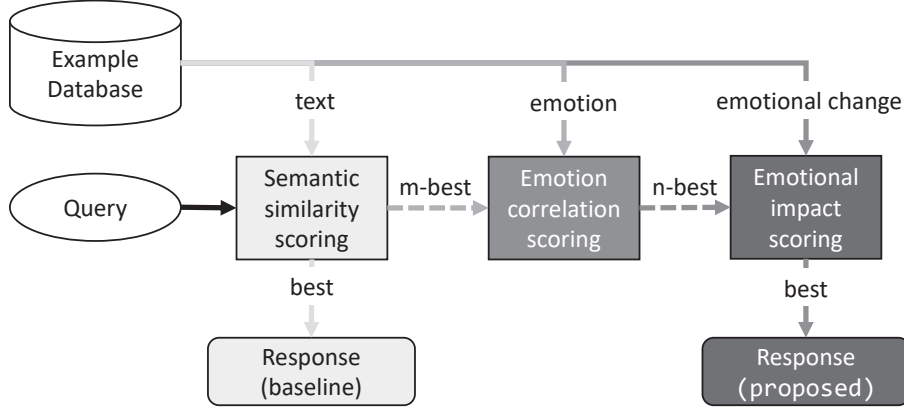 Example
Database
text
emotion
emotional change
Query
Semantic
similarity
scoring
m-best
Emotion
correlation
scoring
n-best
Emotional
impact
scoring
best
best
Response
(baseline)
Response
(proposed)